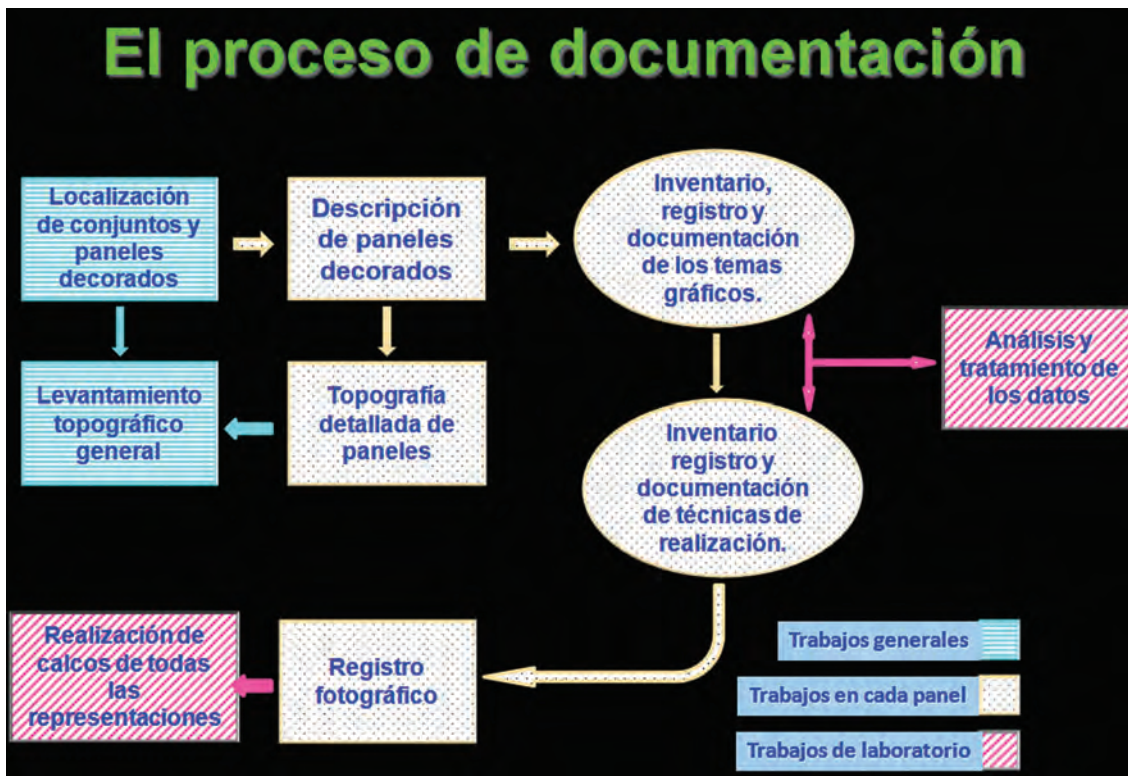 El proceso de documentación
Localización
de conjuntos y
paneles
decorados
Descripción
de paneles
decorados
Inventario,
registro y
documentación
de los temas
gráficos.
Levantamiento
topográfico
general
Topografía
detallada de
paneles
Análisis y
tratamiento de
los datos
Inventario
registro y
documentación
de técnicas de
realización.
Realización de
calcos de todas
las
representaciones
Registro
fotográfico
Trabajos generales
Trabajos en cada panel
Trabajos de laboratorio